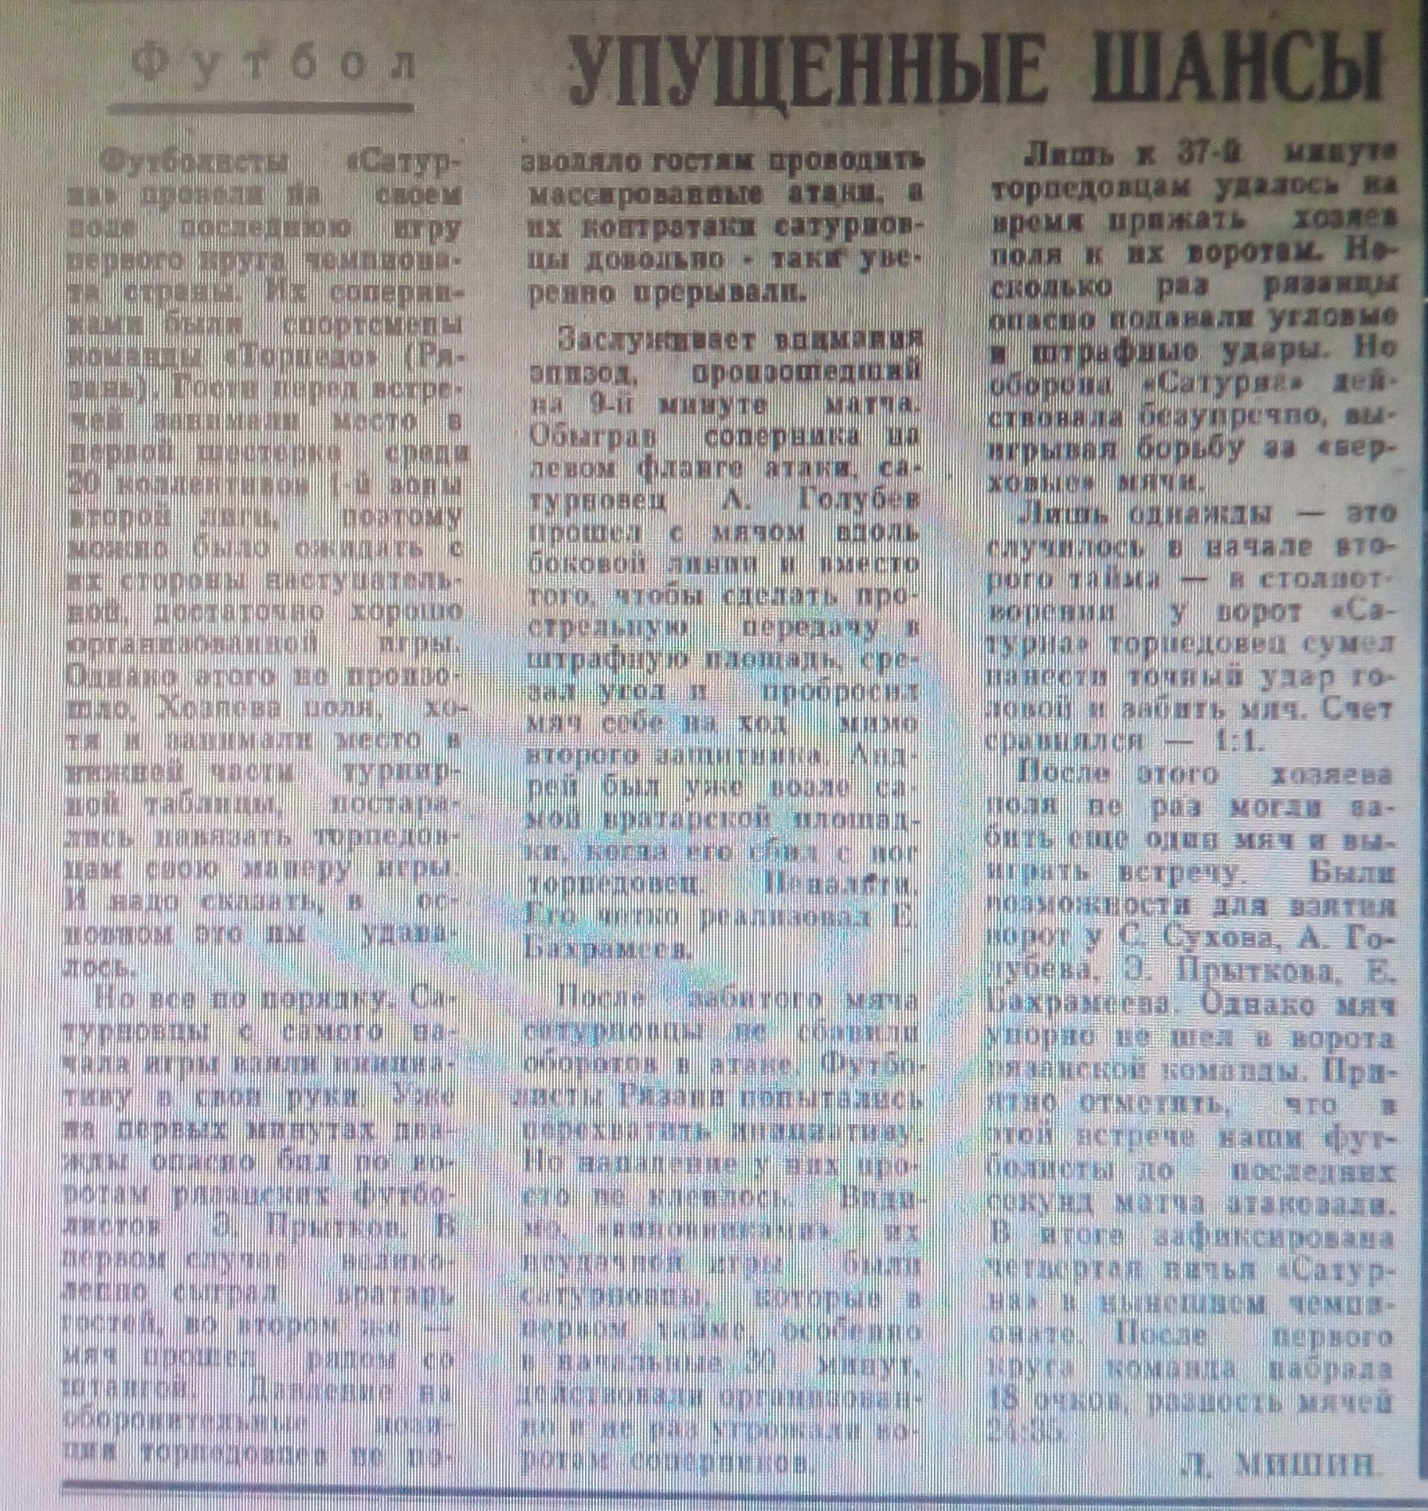 Футбол
УПУЩЕННЫЕ ШАНСЫ
Футболисты «Сатур-
на» провели на своем
поле последнюю игру
первого круга чемпиона-
та страны. Их соперни-
ками были спортсмены
команды «Торпедо» (Ря-
зань). Гости перед встре-
чей занимали место в
первой шестерке среди
20 коллективов 1-й зоны
второй лиги, поэтому
можно было ожидать с
их стороны наступатель-
ной, достаточно хорошо
организованной игры.
Однако этого не произо-
шло. Хозяева поля, хо-
тя и занимали место в
нижней части турнир-
ной таблицы, постара-
лись навязать торпедов-
цам свою манеру игры.
И надо сказать, в ос-
новном это им удава-
лось.
Но все по порядку. Са-
турновцы с самого на-
чала игры взяли инициа-
тиву в свои руки. Уже
на первых минутах два-
жды опасно бил по во-
ротам рязанских футбо-
листов Э. Прытков. В
первом случае велико-
лепно сыграл вратарь
гостей, во втором же —
мяч прошел рядом со
штангой. Давление на
оборонительные пози-
ции торпедовцев не по-
зволяло гостям проводить
массированные атаки, а
их контратаки сатурнов-
цы довольно - таки уве-
ренно прерывали.
Заслуживает внимания
эпизод, произошедший
на 9-й минуте матча.
Обыграв соперника на
левом фланге атаки, са-
турновец А. Голубев
прошел с мячом вдоль
боковой линии и вместо
того, чтобы сделать про-
стрельную передачу в
штрафную площадь, сре-
зал угол и пробросил
мяч себе на ход мимо
второго защитника. Анд-
рей был уже возле са-
мой вратарской площад-
ки, когда его сбил с ног
торпедовец. Пенальти.
Его четко реализовал Е.
Бахрамеев.
После забитого мяча
сатурновцы не сбавили
оборотов в атаке. Футбо-
листы Рязани попытались
перехватить инициативу.
Но нападение у них про-
сто не клеилось. Види-
мо, «виновниками» их
неудачной игры были
сатурновцы, которые в
первом тайме, особенно
в начальные 30 минут,
действовали организован-
но и не раз угрожали во-
ротам соперников.
Лишь к 37-й минуте
торпедовцам удалось на
время прижать хозяев
поля к их воротам. Не-
сколько раз рязанцы
опасно подавали угловые
и штрафные удары. Но
оборона «Сатурна» дей-
ствовала безупречно, вы-
игрывая борьбу за «вер-
ховые» мячи.
Лишь однажды — это
случилось в начале вто-
рого тайма — в столпот-
ворении у ворот «Са-
турна» торпедовец сумел
нанести точный удар го-
ловой и забить мяч. Счет
сравнялся — 1:1.
После этого хозяева
поля не раз могли за-
бить еще один мяч и вы-
играть встречу. Были
возможности для взятия
ворот у С. Сухова, А. Го-
лубева, Э. Прыткова, Е.
Бахрамеева. Однако мяч
упорно не шел в ворота
рязанской команды. При-
ятно отметить, что в
этой встрече наши фут-
болисты до последних
секунд матча атаковали.
В итоге зафиксирована
четвертая ничья «Сатур-
на» в нынешнем чемпи-
онате. После первого
круга команда набрала
18 очков, разность мячей
24:35.
Л. МИШИН.